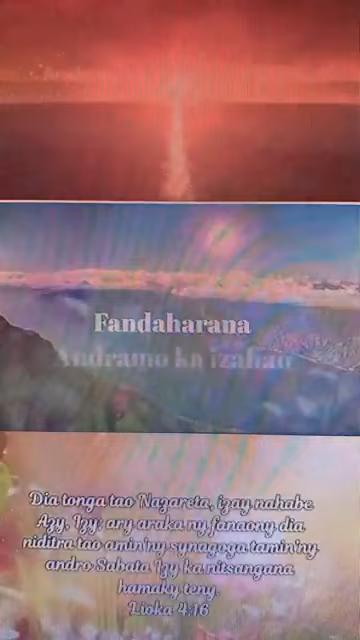 Fandaharana
Andramo ka izahao
Dia tonga tao Nazareta, izay nahabe
Azy, Izy; ary araka ny fanaony dia
niditra tao amin'ny synagoga tamin'ny
andro Sabata Izy ka nitsangana
hamaky teny.
Lioka 4:16